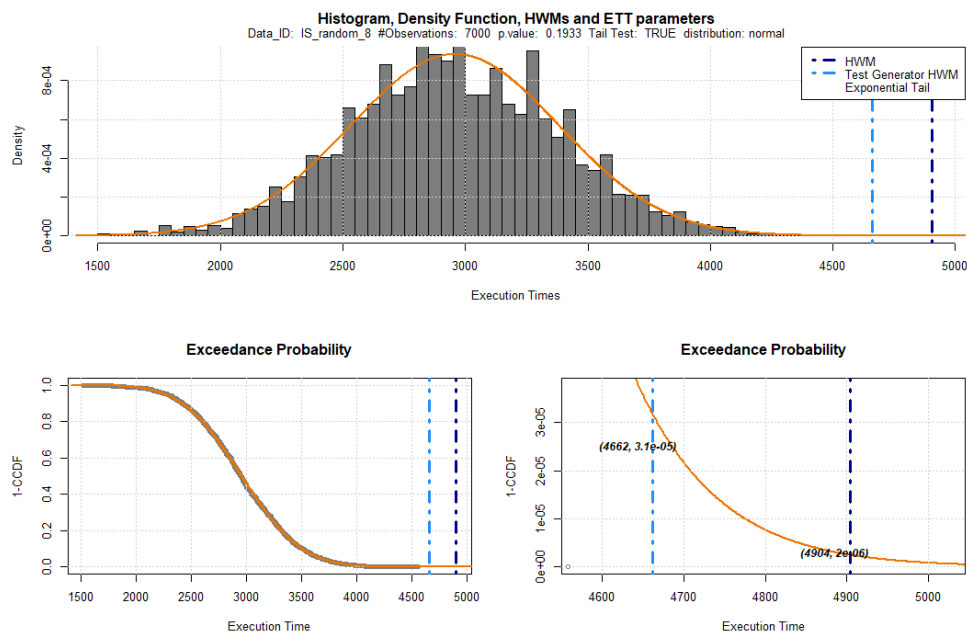 Histogram, Density Function, HWMs and ETT parameters
Data_ID: IS_random_8 #Observations: 7000 p.value: 0.1933 Tail Test: TRUE distribution: normal
HWM
Test Generator HWM
Exponential Tail
Density
0e+00 4e-04 8e-04
1500 2000 2500 3000 3500 4000 4500 5000
Execution Times
Exceedance Probability
1-CCDF
0.0 0.2 0.4 0.6 0.8 1.0
1500 2000 2500 3000 3500 4000 4500 5000
Execution Time
Exceedance Probability
1-CCDF
0e+00 1e-05 2e-05 3e-05
(4662, 3.1e-05)
(4904, 2e-06)
4600 4700 4800 4900 5000
Execution Time